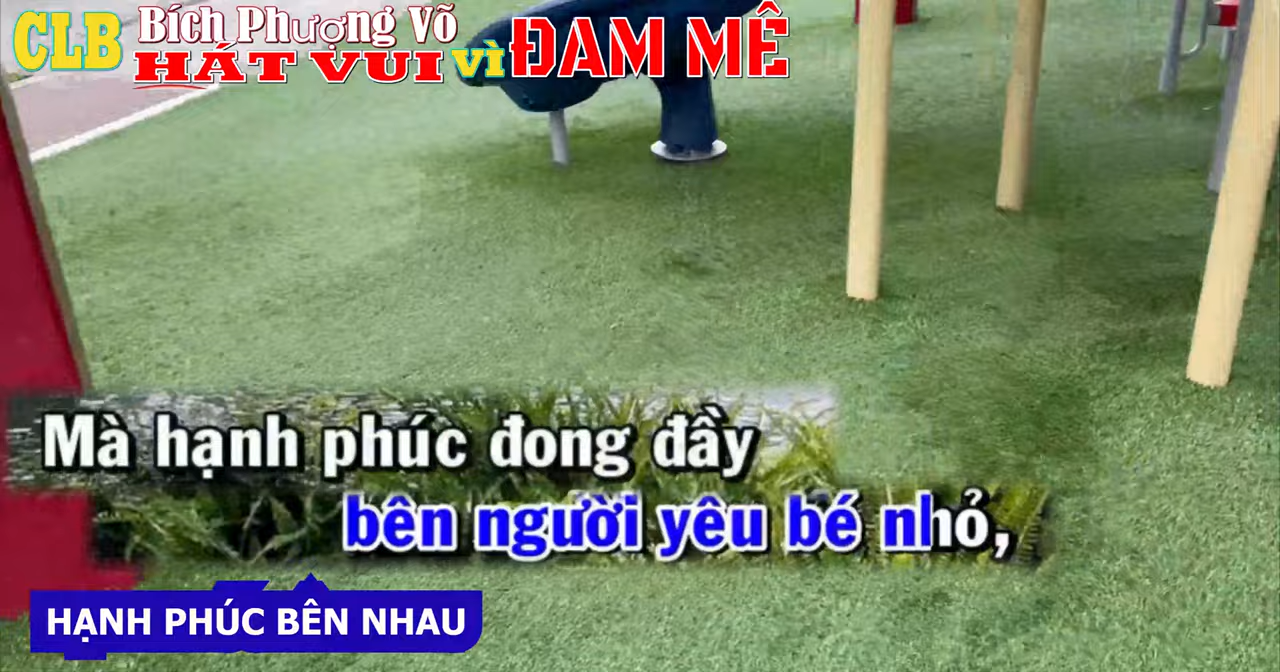 CLB Bích Phượng Võ
HÁT VUI vì ĐAM MÊ
Mà hạnh phúc đong đầy
bên người yêu bé nhỏ,
HẠNH PHÚC BÊN NHAU